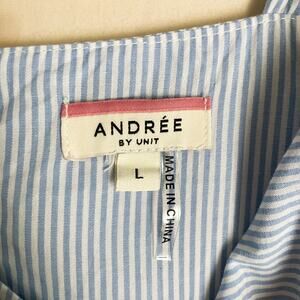 ANDRÉE
BY UNIT
L
MADE IN CHINA